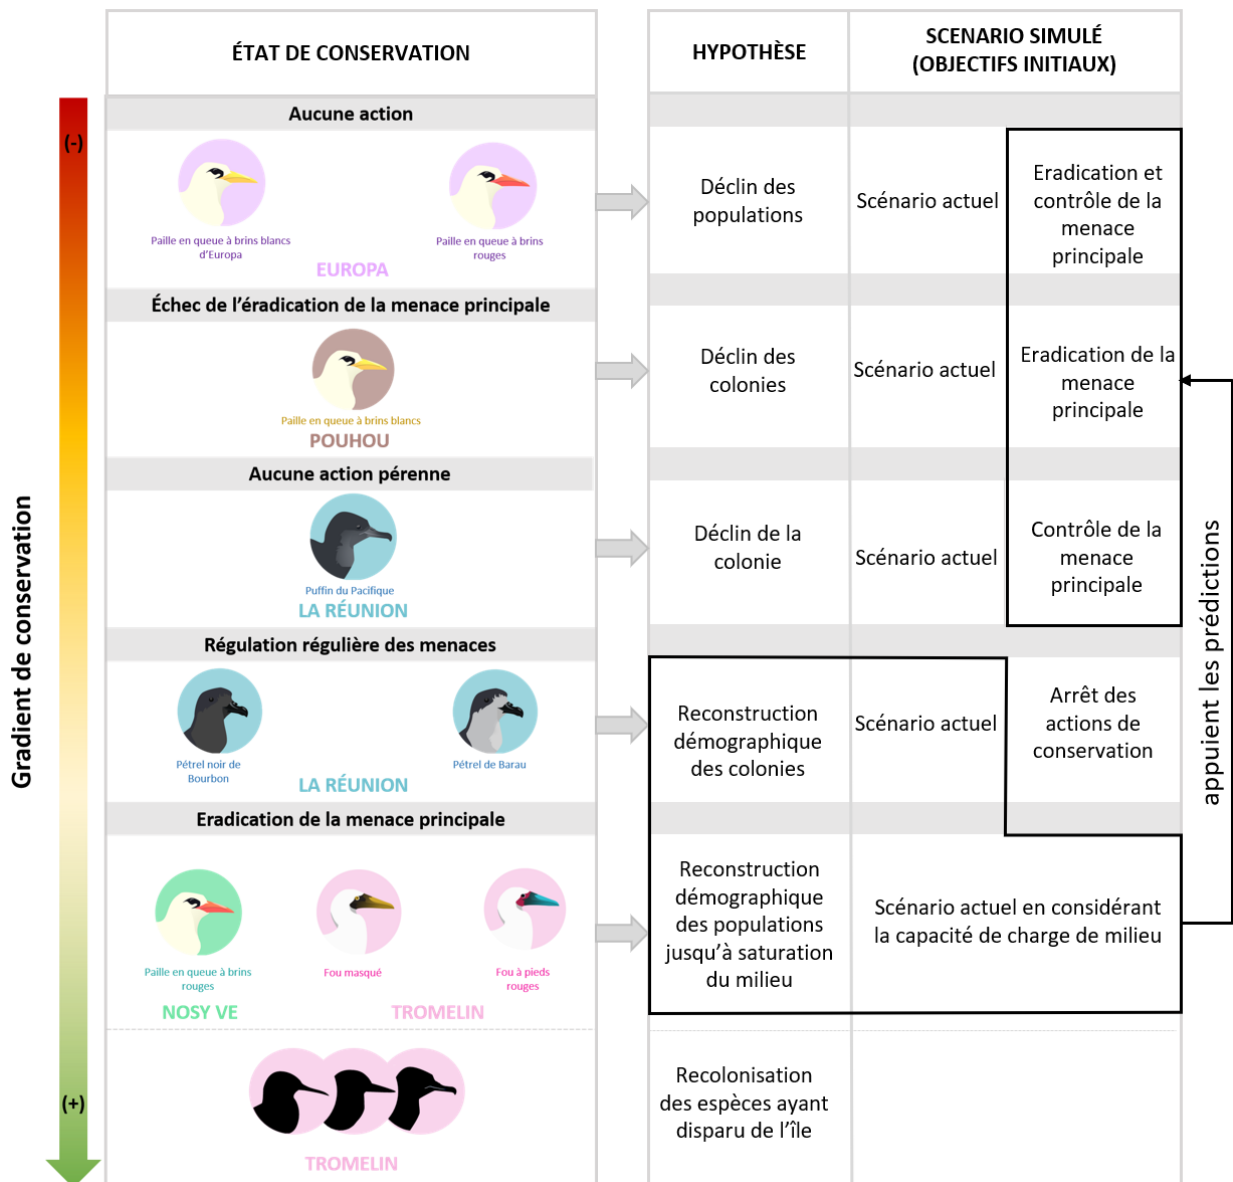 ÉTAT DE CONSERVATION
HYPOTHÈSE
SCENARIO SIMULÉ
(OBJECTIFS INITIAUX)
Gradient de conservation
(-)
(+)
Aucune action
Paille en queue à brins blancs
d'Europa
Paille en queue à brins
rouges
EUROPA
Déclin des
populations
Scénario actuel
Eradication et
contrôle de la
menace
principale
Échec de l'éradication de la menace principale
Paille en queue à brins blancs
POUHOU
Déclin des
colonies
Scénario actuel
Eradication de la
menace
principale
Aucune action pérenne
Puffin du Pacifique
LA RÉUNION
Déclin de la
colonie
Scénario actuel
Contrôle de la
menace
principale
Régulation régulière des menaces
Pétrel noir de
Bourbon
Pétrel de Barau
LA RÉUNION
Reconstruction
démographique
des colonies
Scénario actuel
Arrêt des
actions de
conservation
Eradication de la menace principale
Paille en queue à brins
rouges
Fou masqué
Fou à pieds
rouges
NOSY VE
TROMELIN
Reconstruction
démographique
des populations
jusqu'à saturation
du milieu
Scénario actuel en considérant
la capacité de charge de milieu
TROMELIN
Recolonisation
des espèces ayant
disparu de l'île
appuient les prédictions